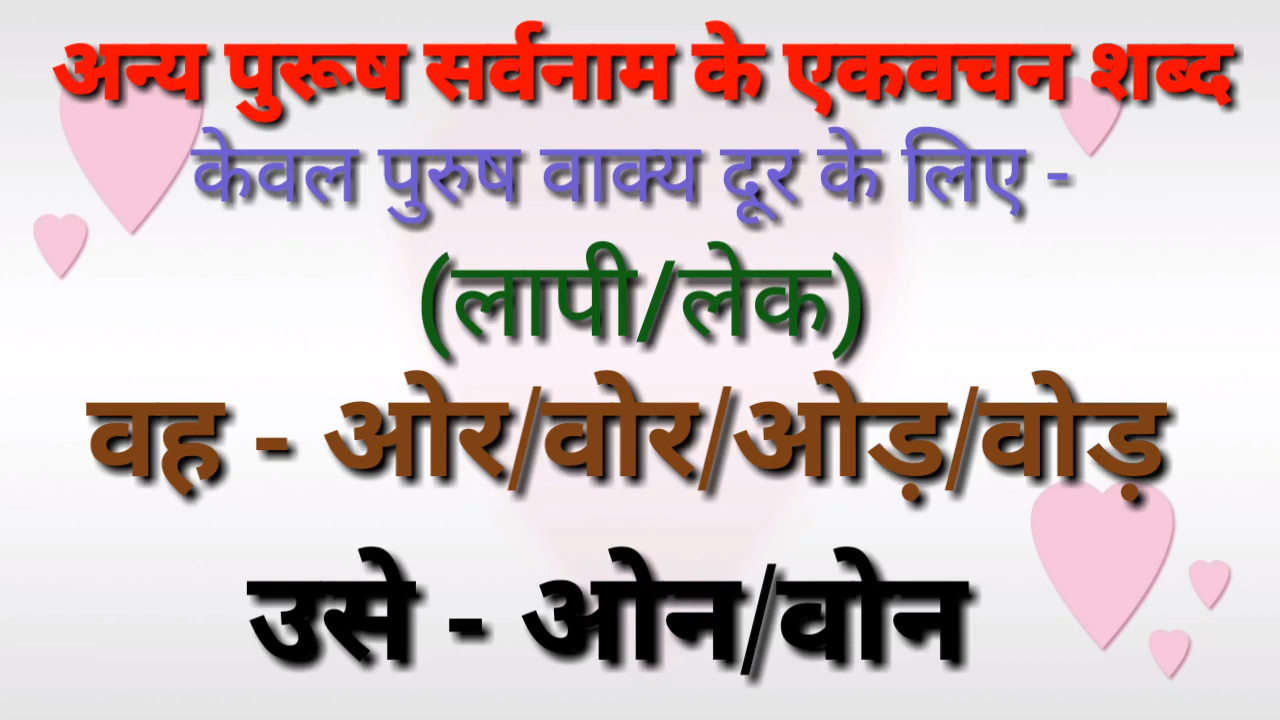 अन्य पुरूष सर्वनाम के एकवचन शब्द
केवल पुरुष वाक्य दूर के लिए -
(लापी/लेक)
वह - ओर/वोर/ओड़/वोड़
उसे - ओन/वोन